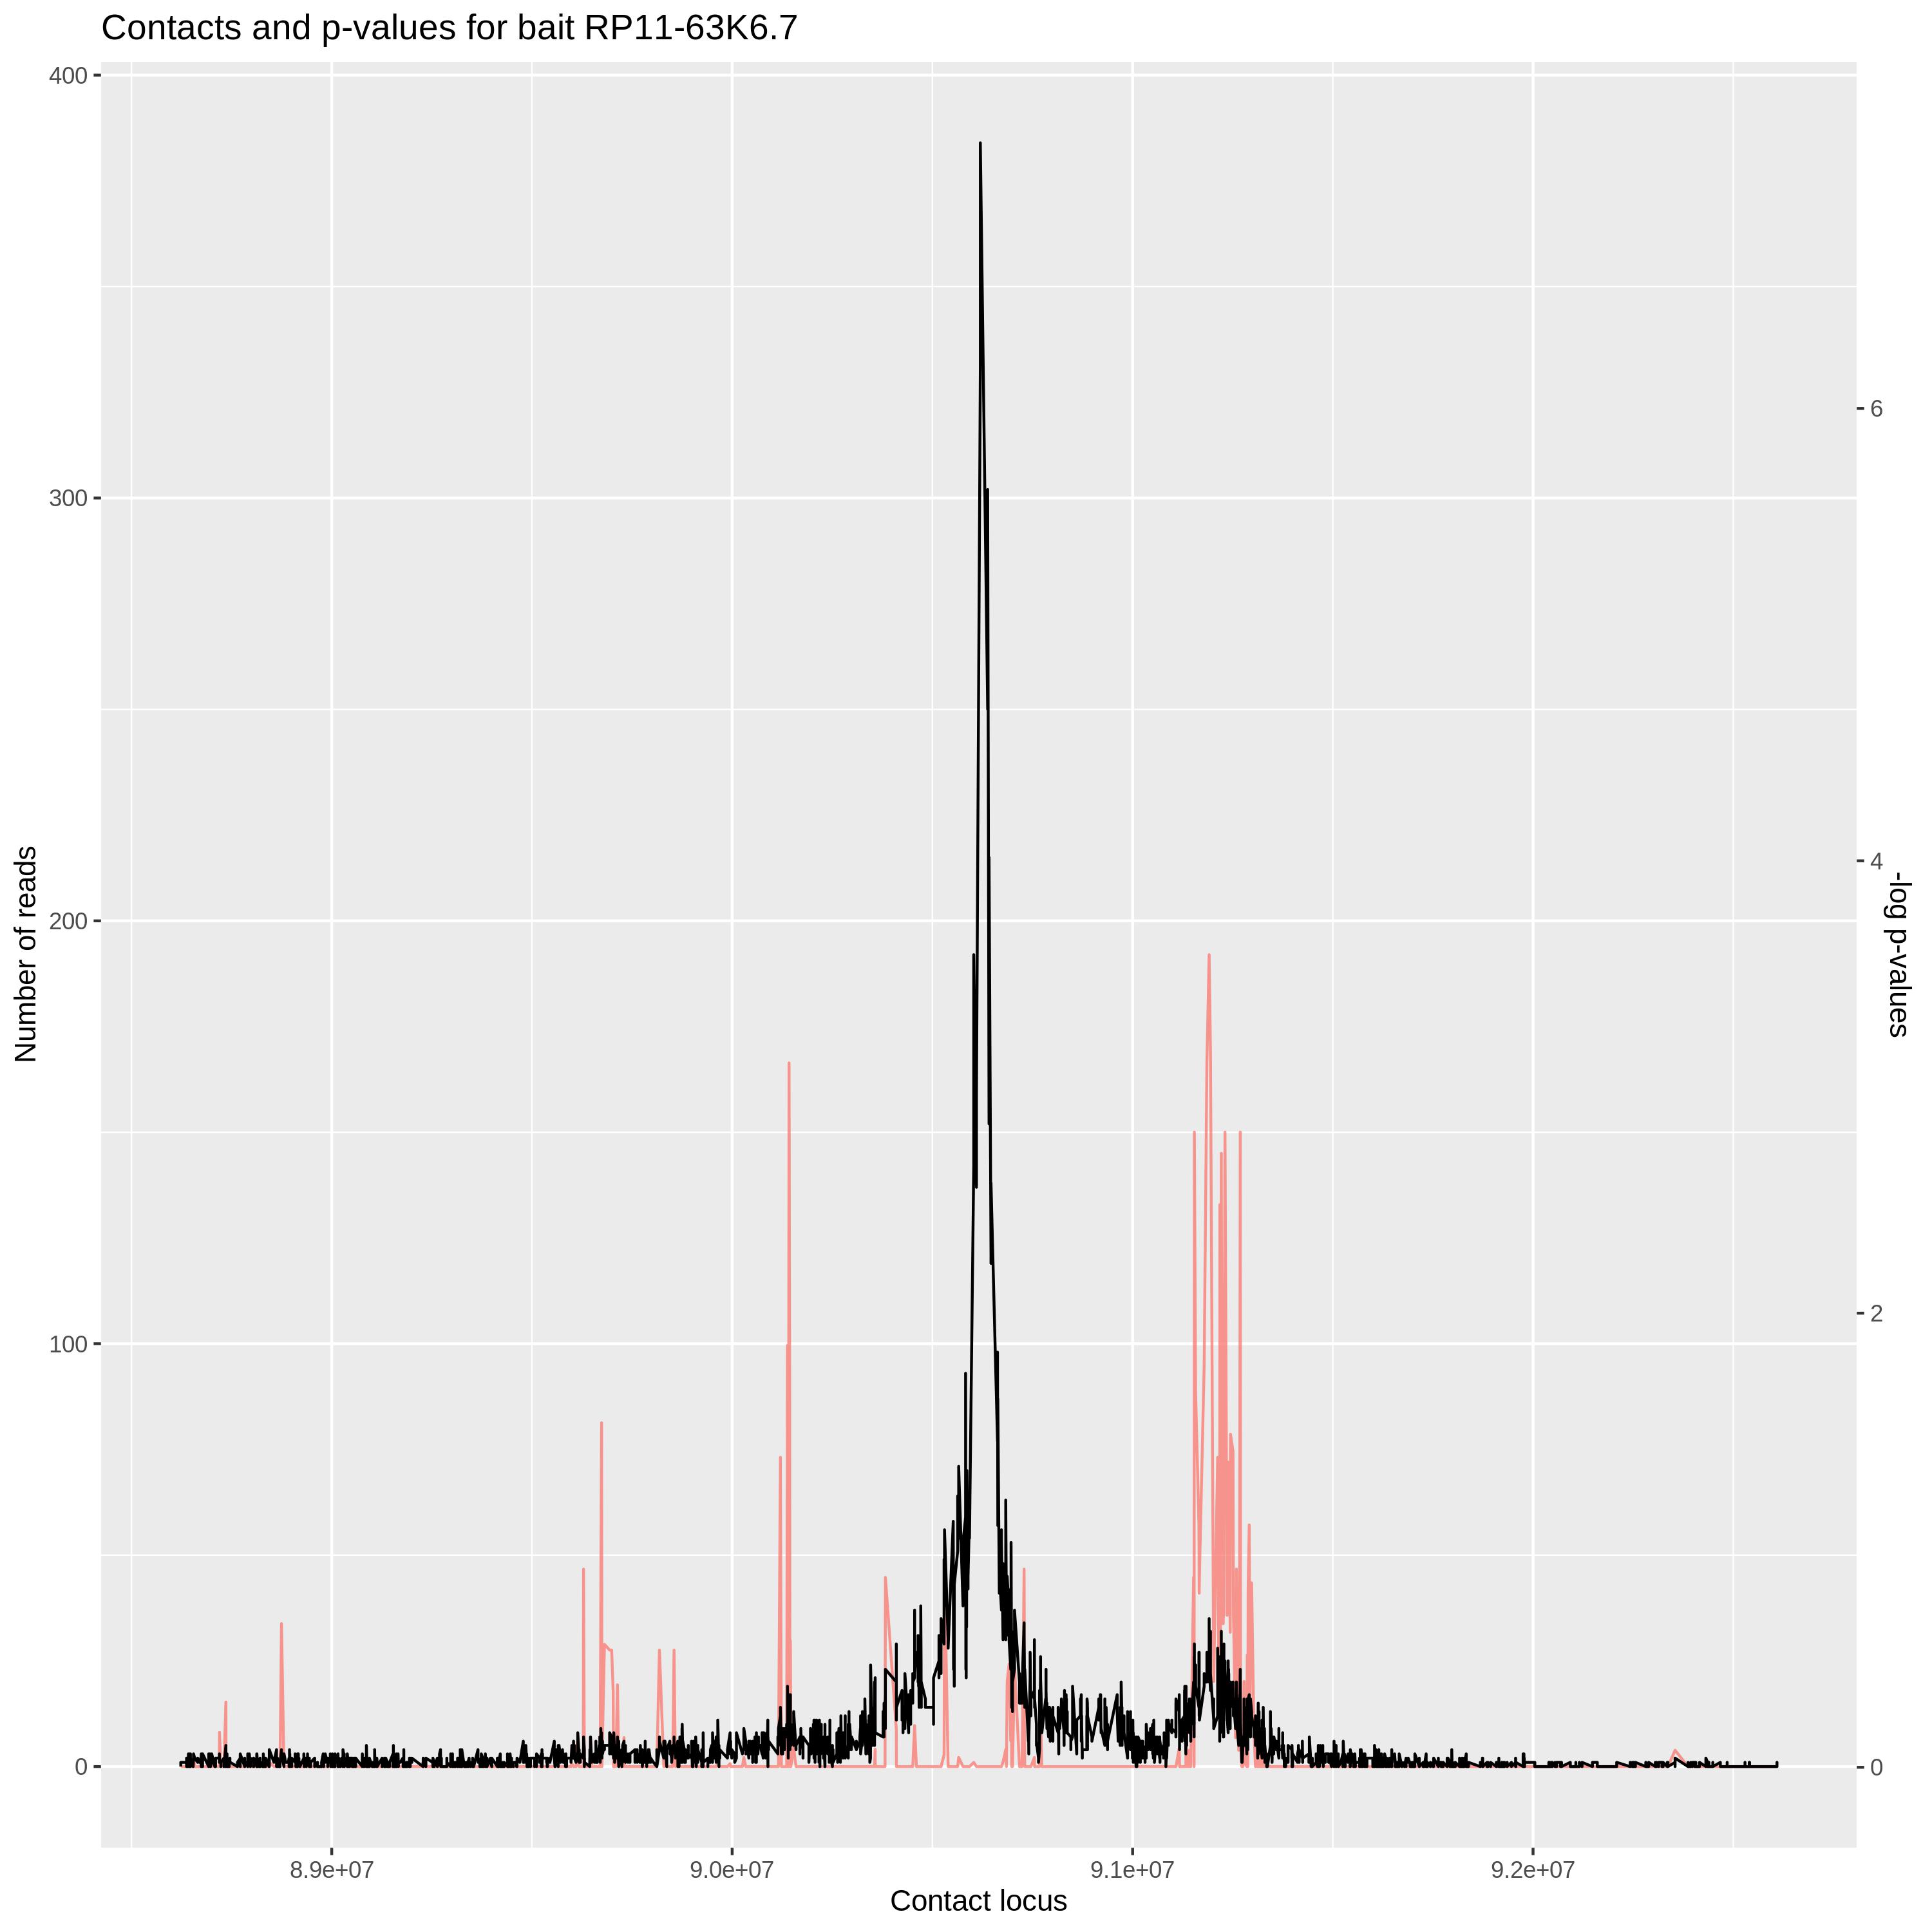 Contacts and p-values for bait RP11-63K6.7
400
300
200
100
0
Number of reads
6
4
2
0
-log p-values
8.9e+07
9.0e+07
9.1e+07
9.2e+07
Contact locus